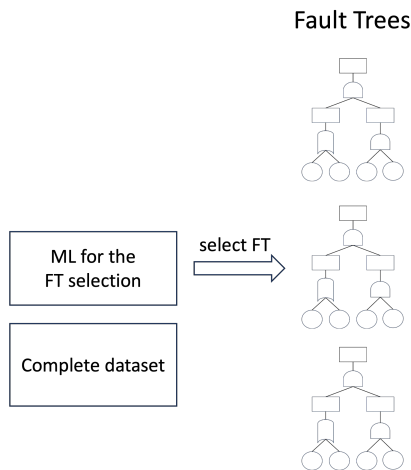 Fault Trees
ML for the
FT selection
select FT
Complete dataset